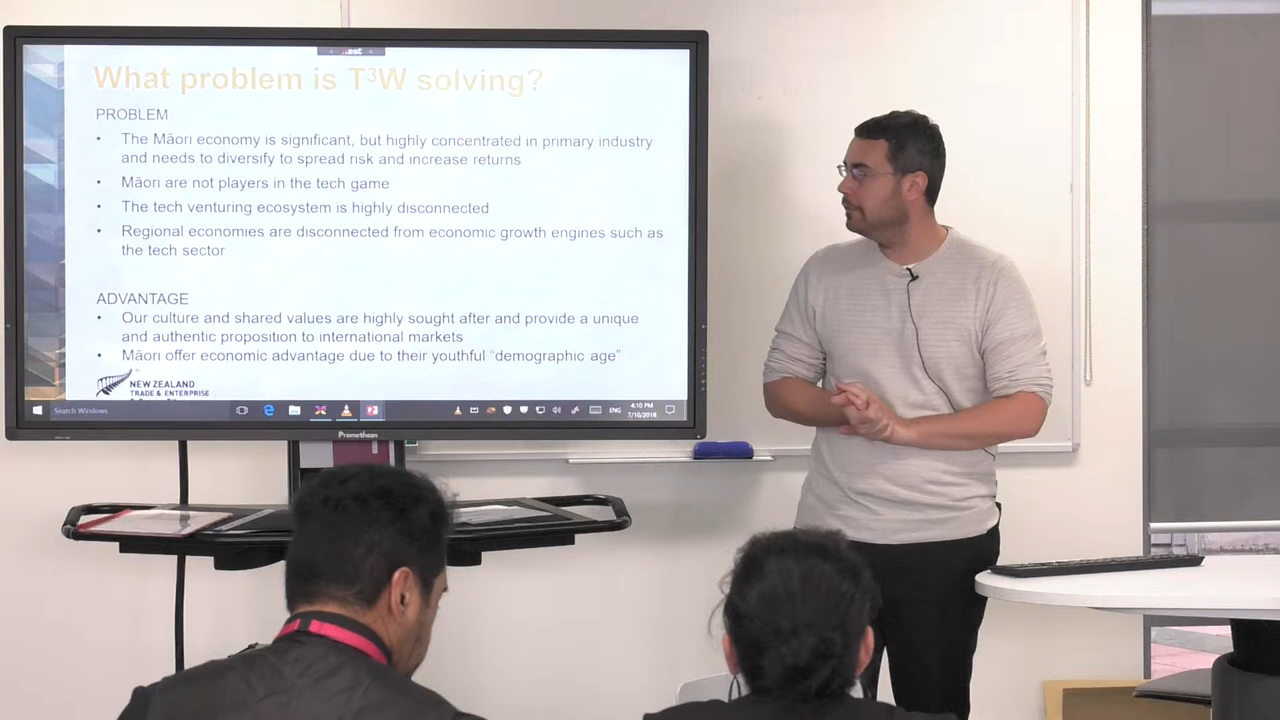 What problem is T³W solving?
PROBLEM
• The Māori economy is significant, but highly concentrated in primary industry
and needs to diversify to spread risk and increase returns
• Māori are not players in the tech game
• The tech venturing ecosystem is highly disconnected
• Regional economies are disconnected from economic growth engines such as
the tech sector
ADVANTAGE
• Our culture and shared values are highly sought after and provide a unique
and authentic proposition to international markets
• Māori offer economic advantage due to their youthful “demographic age”
NEW ZEALAND
TRADE & ENTERPRISE
Search Windows
ENG
4:10 PM
7/10/2018
Promethean